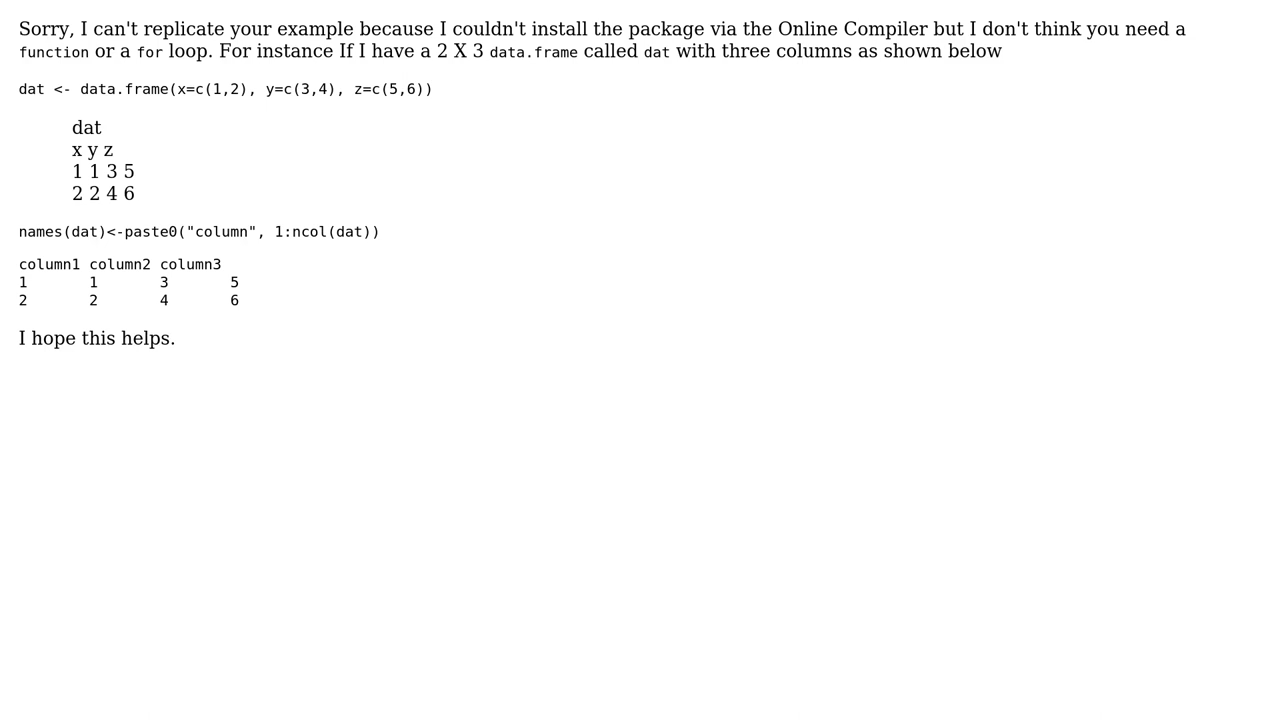 Sorry, I can't replicate your example because I couldn't install the package via the Online Compiler but I don't think you need a
function or a for loop. For instance If I have a 2 X 3 data.frame called dat with three columns as shown below
dat <- data.frame(x=c(1,2), y=c(3,4), z=c(5,6))
dat
x y z
1 1 3 5
2 2 4 6
names(dat)<-paste0("column", 1:ncol(dat))
column1 column2 column3
1       1       3       5
2       2       4       6
I hope this helps.